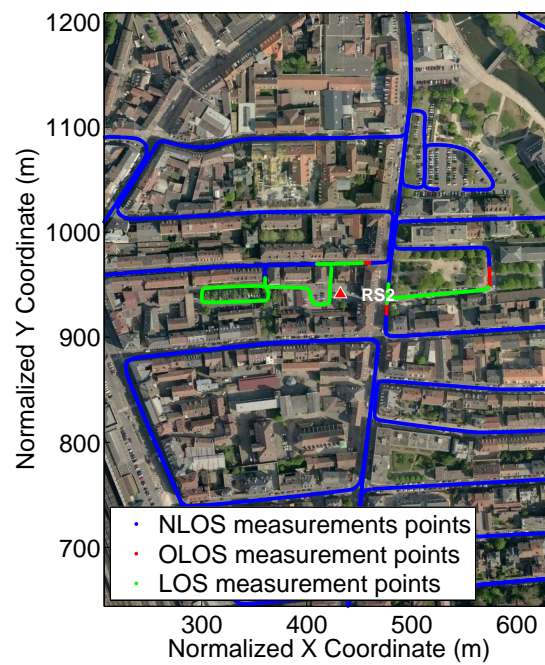 1200
1100
1000
900
800
700
Normalized Y Coordinate (m)
RS2
NLOS measurements points
OLOS measurement points
LOS measurement points
300
400
500
600
Normalized X Coordinate (m)